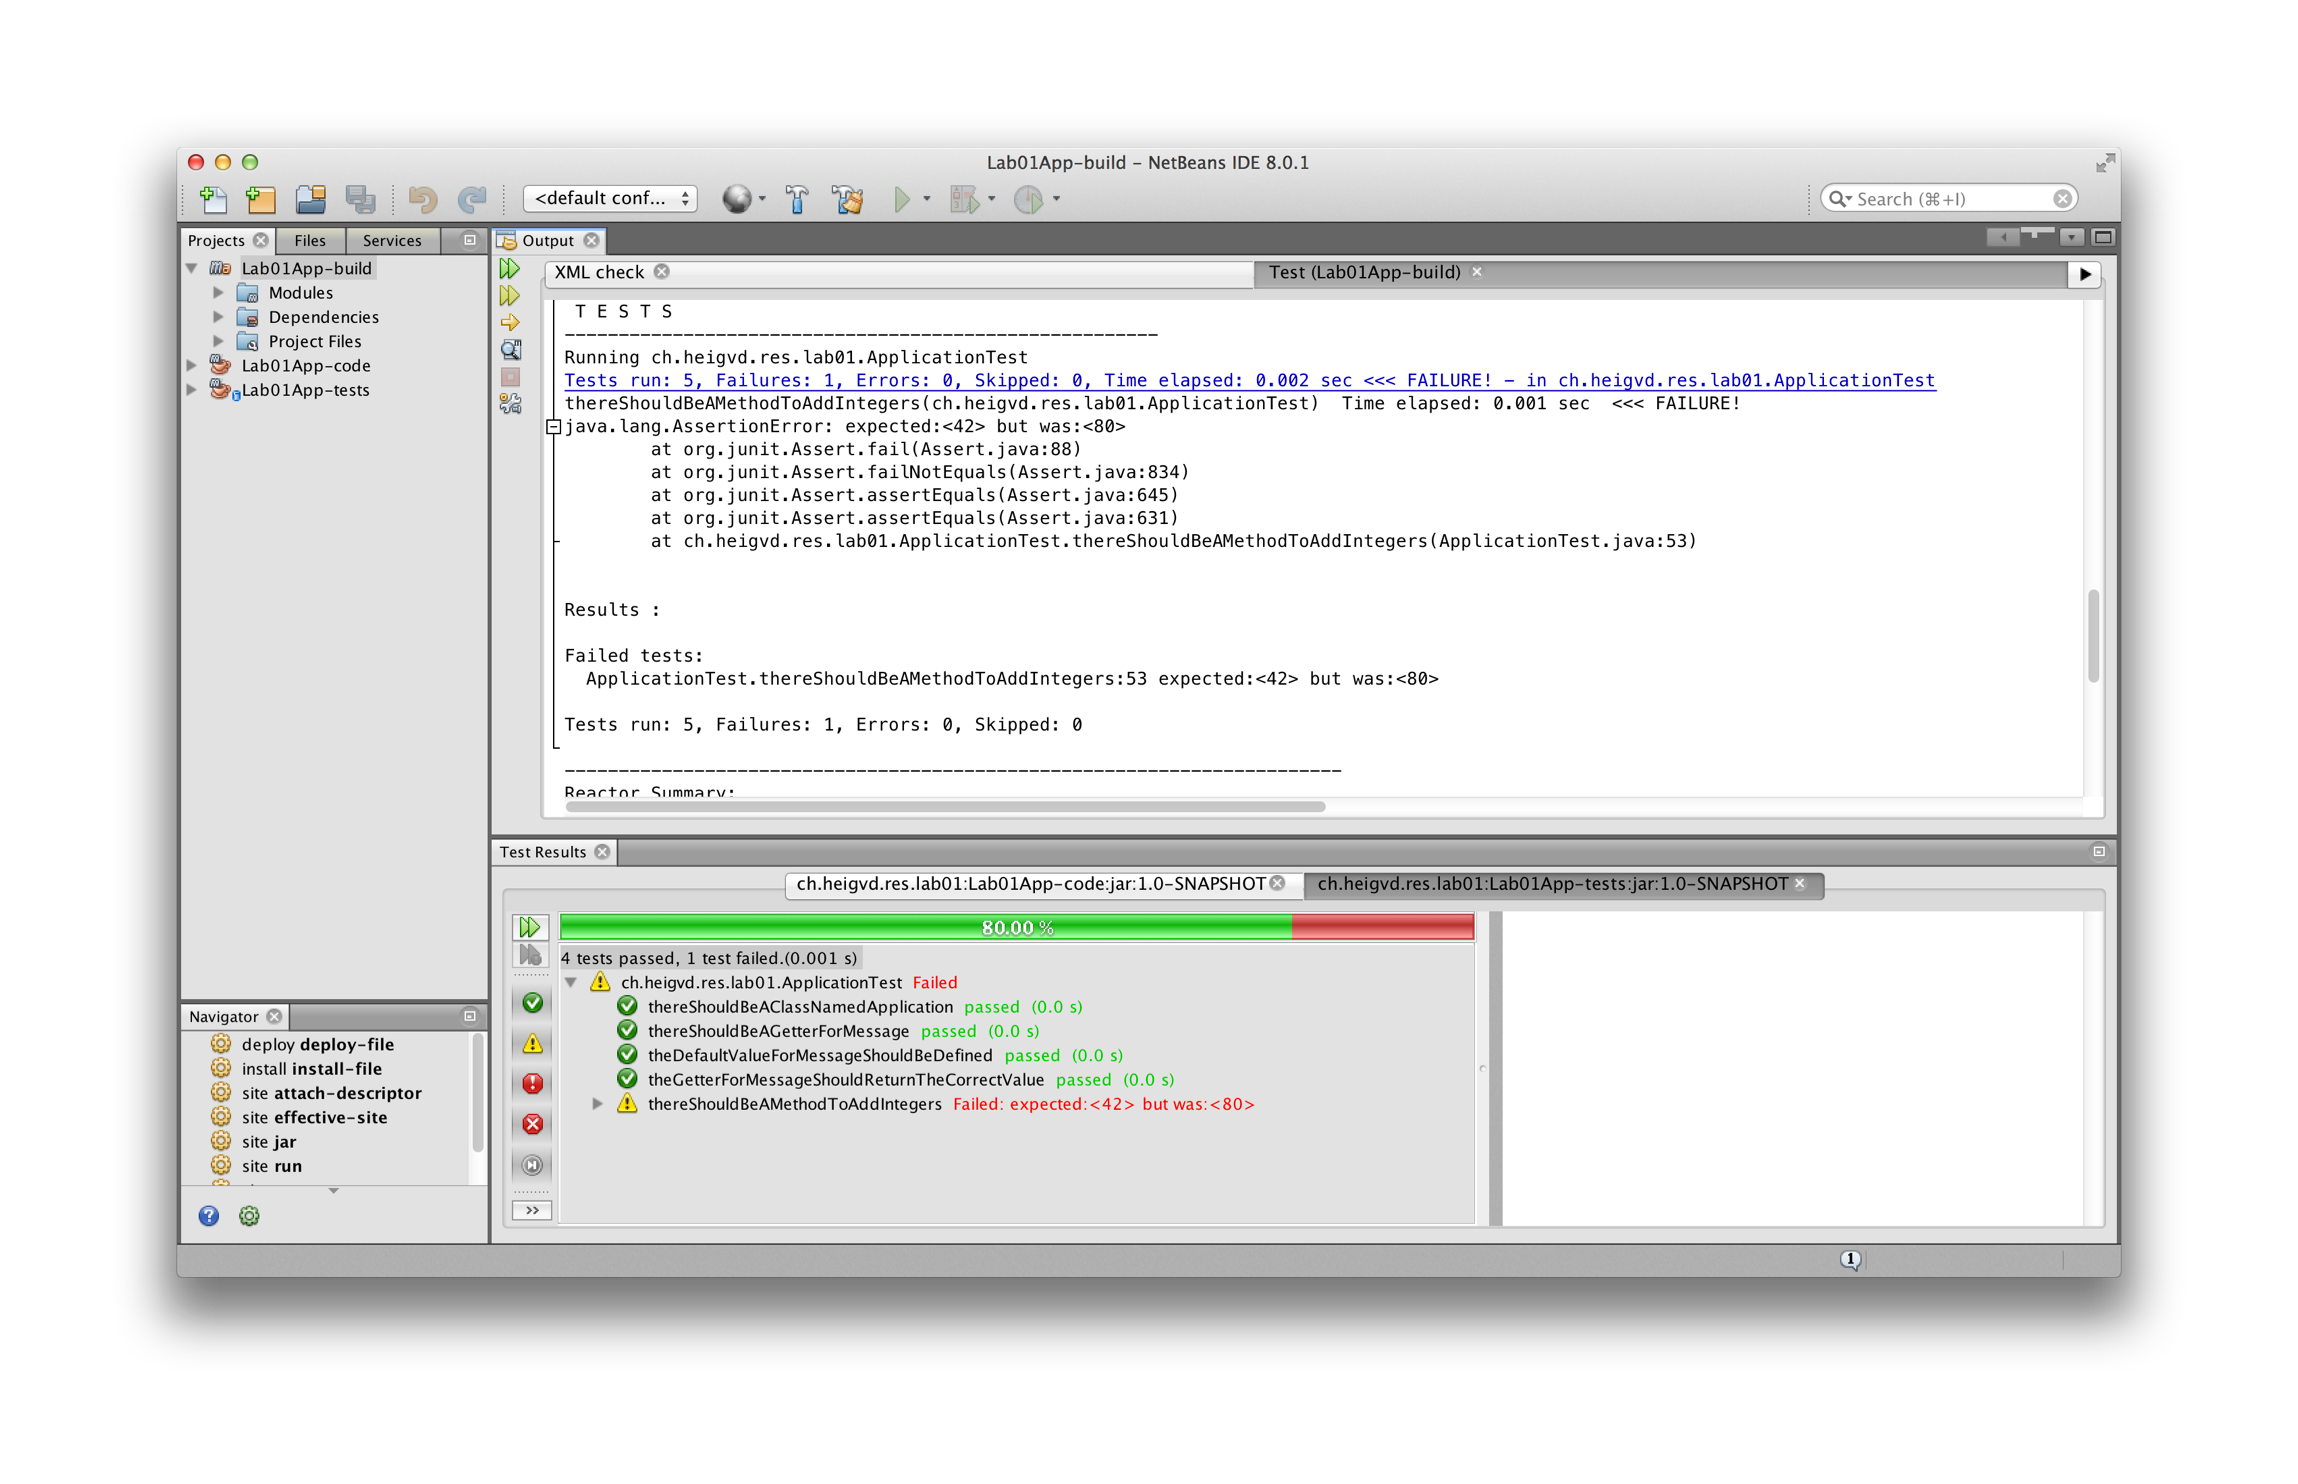 Lab01App-build – NetBeans IDE 8.0.1
<default conf...
Search (⌘+I)
Projects
Files
Services
Lab01App-build
Modules
Dependencies
Project Files
Lab01App-code
Lab01App-tests
Output
XML check
Test (Lab01App-build)
T E S T S
-------------------------------------------------------
Running ch.heigvd.res.lab01.ApplicationTest
Tests run: 5, Failures: 1, Errors: 0, Skipped: 0, Time elapsed: 0.002 sec <<< FAILURE! - in ch.heigvd.res.lab01.ApplicationTest
thereShouldBeAMethodToAddIntegers(ch.heigvd.res.lab01.ApplicationTest)  Time elapsed: 0.001 sec  <<< FAILURE!
java.lang.AssertionError: expected:<42> but was:<80>
at org.junit.Assert.fail(Assert.java:88)
at org.junit.Assert.failNotEquals(Assert.java:834)
at org.junit.Assert.assertEquals(Assert.java:645)
at org.junit.Assert.assertEquals(Assert.java:631)
at ch.heigvd.res.lab01.ApplicationTest.thereShouldBeAMethodToAddIntegers(ApplicationTest.java:53)
Results :
Failed tests:
ApplicationTest.thereShouldBeAMethodToAddIntegers:53 expected:<42> but was:<80>
Tests run: 5, Failures: 1, Errors: 0, Skipped: 0
------------------------------------------------------------------------
Reactor Summary:
Test Results
ch.heigvd.res.lab01:Lab01App-code:jar:1.0-SNAPSHOT
ch.heigvd.res.lab01:Lab01App-tests:jar:1.0-SNAPSHOT
80.00 %
4 tests passed, 1 test failed.(0.001 s)
ch.heigvd.res.lab01.ApplicationTest Failed
thereShouldBeAClassNamedApplication passed (0.0 s)
thereShouldBeAGetterForMessage passed (0.0 s)
theDefaultValueForMessageShouldBeDefined passed (0.0 s)
theGetterForMessageShouldReturnTheCorrectValue passed (0.0 s)
thereShouldBeAMethodToAddIntegers Failed: expected:<42> but was:<80>
>>
Navigator
deploy deploy-file
install install-file
site attach-descriptor
site effective-site
site jar
site run
?
1